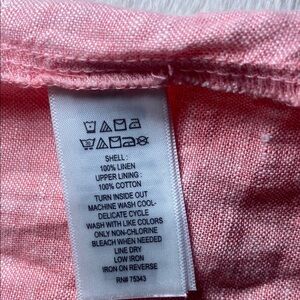 SHELL :
100% LINEN
UPPER LINING :
100% COTTON
TURN INSIDE OUT
MACHINE WASH COOL-
DELICATE CYCLE
WASH WITH LIKE COLORS
ONLY NON-CHLORINE
BLEACH WHEN NEEDED
LINE DRY
LOW IRON
IRON ON REVERSE
RN# 75343